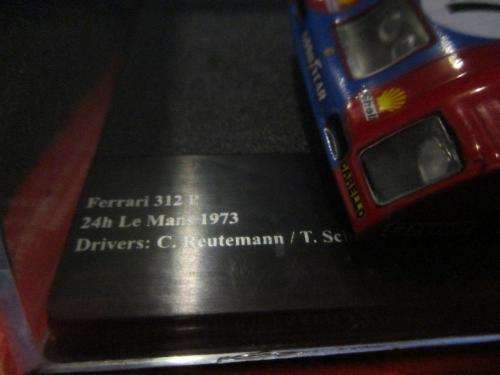 GOODYEAR
Shell
Ferrari 312 P
24h Le Mans 1973
Drivers: C. Reutemann / T. Sc